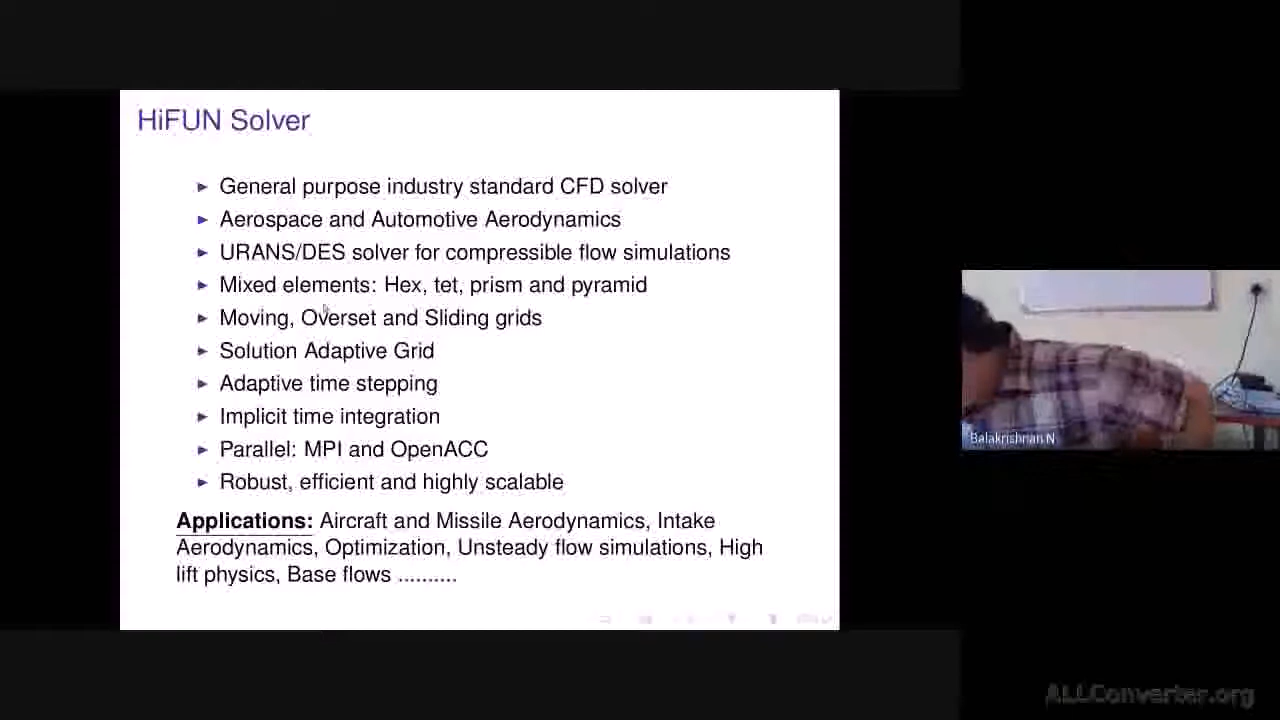 HiFUN Solver
General purpose industry standard CFD solver
Aerospace and Automotive Aerodynamics
URANS/DES solver for compressible flow simulations
Mixed elements: Hex, tet, prism and pyramid
Moving, Overset and Sliding grids
Solution Adaptive Grid
Adaptive time stepping
Implicit time integration
Parallel: MPI and OpenACC
Robust, efficient and highly scalable
Applications: Aircraft and Missile Aerodynamics, Intake
Aerodynamics, Optimization, Unsteady flow simulations, High
lift physics, Base flows ..........
Balakrishnan N
ALLConverter.org